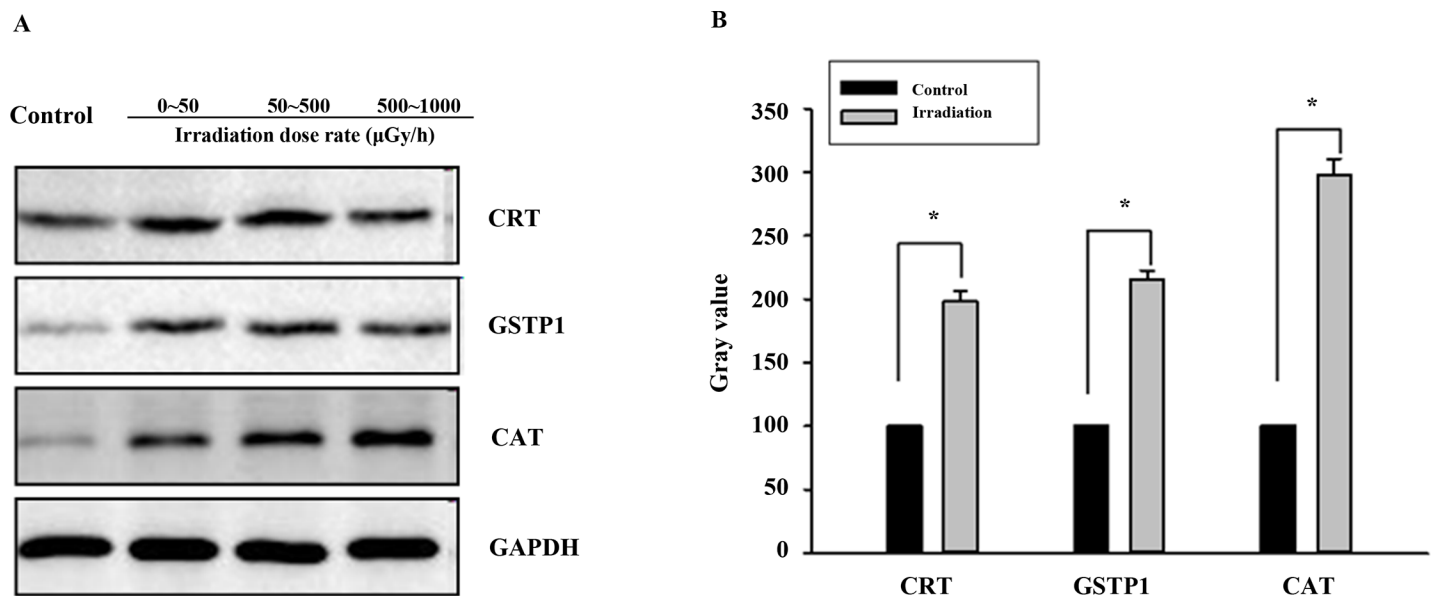 A
Control
0~50 50~500 500~1000
Irradiation dose rate (μGy/h)
CRT
GSTP1
CAT
GAPDH
B
Control
Irradiation
350
300
250
200
150
100
50
0
Gray value
*
*
*
CRT GSTP1 CAT